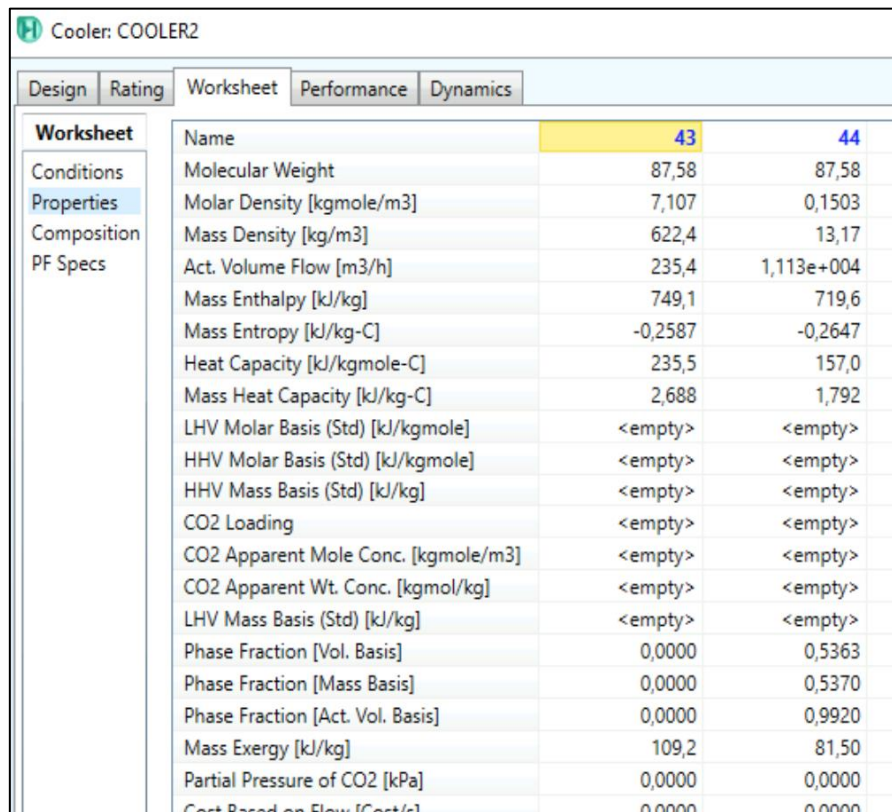 Cooler: COOLER2
Design Rating Worksheet Performance Dynamics
Worksheet
Conditions
Properties
Composition
PF Specs
Name 43 44
Molecular Weight 87,58 87,58
Molar Density [kgmole/m3] 7,107 0,1503
Mass Density [kg/m3] 622,4 13,17
Act. Volume Flow [m3/h] 235,4 1,113e+004
Mass Enthalpy [kJ/kg] 749,1 719,6
Mass Entropy [kJ/kg-C] -0,2587 -0,2647
Heat Capacity [kJ/kgmole-C] 235,5 157,0
Mass Heat Capacity [kJ/kg-C] 2,688 1,792
LHV Molar Basis (Std) [kJ/kgmole] <empty> <empty>
HHV Molar Basis (Std) [kJ/kgmole] <empty> <empty>
HHV Mass Basis (Std) [kJ/kg] <empty> <empty>
CO2 Loading <empty> <empty>
CO2 Apparent Mole Conc. [kgmole/m3] <empty> <empty>
CO2 Apparent Wt. Conc. [kgmol/kg] <empty> <empty>
LHV Mass Basis (Std) [kJ/kg] <empty> <empty>
Phase Fraction [Vol. Basis] 0,0000 0,5363
Phase Fraction [Mass Basis] 0,0000 0,5370
Phase Fraction [Act. Vol. Basis] 0,0000 0,9920
Mass Exergy [kJ/kg] 109,2 81,50
Partial Pressure of CO2 [kPa] 0,0000 0,0000
Cost Based on Flow [Cost/s] 0,0000 0,0000